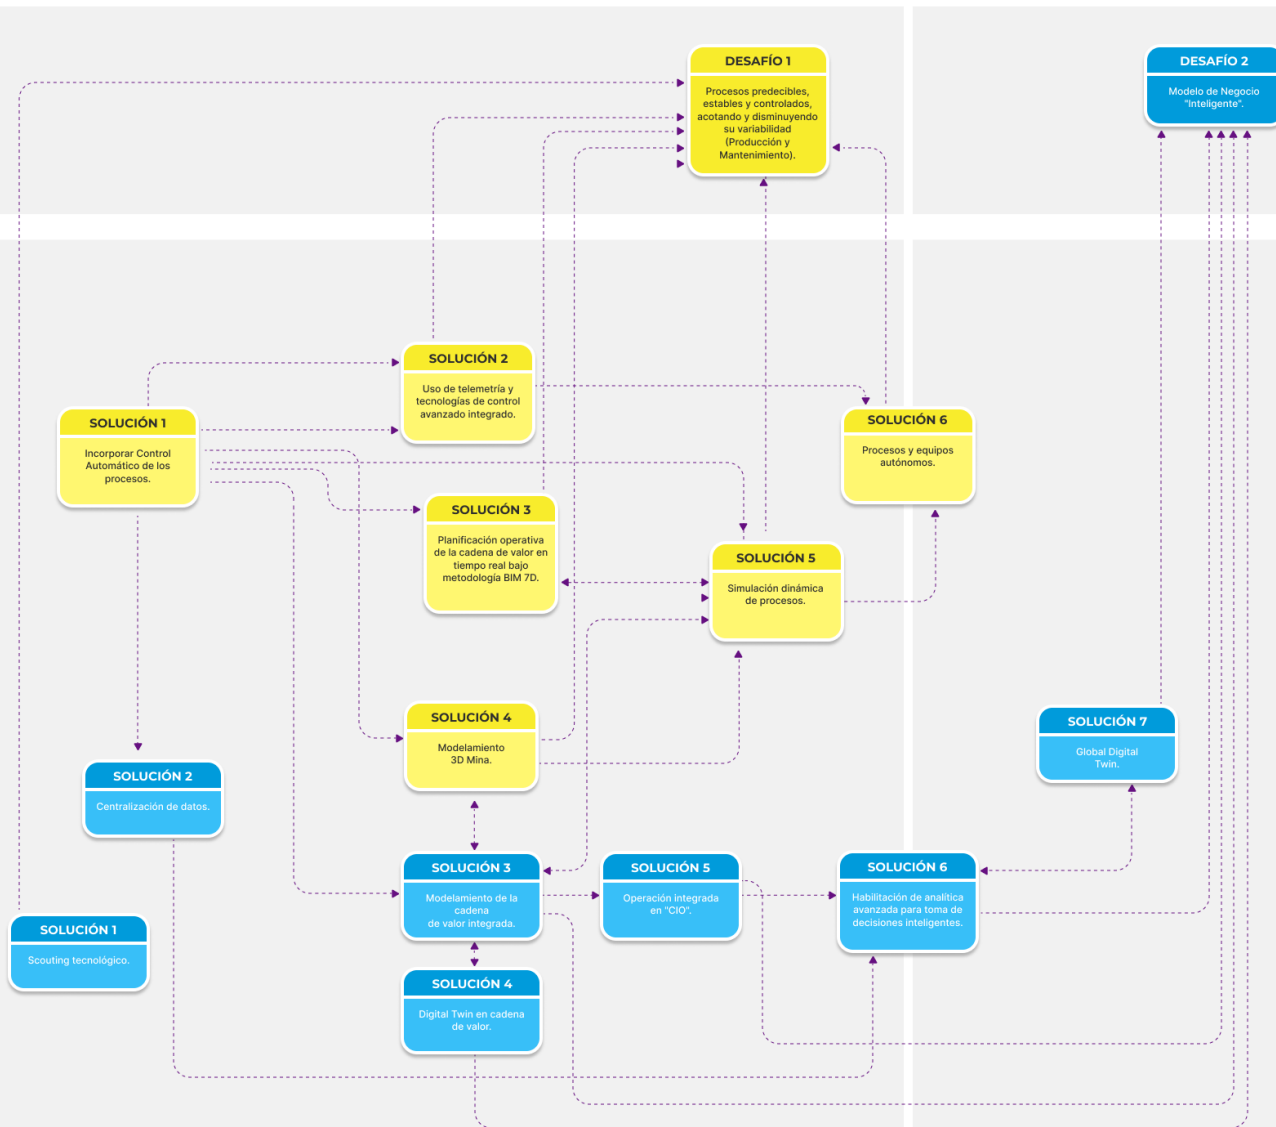 DESAFÍO 1
Procesos predecibles,
estables y controlados,
acotando y disminuyendo
su variabilidad
(Producción y
Mantenimiento).
DESAFÍO 2
Modelo de Negocio
"Inteligente".
SOLUCIÓN 2
Uso de telemetría y
tecnologías de control
avanzado integrado.
SOLUCIÓN 1
Incorporar Control
Automático de los
procesos.
SOLUCIÓN 6
Procesos y equipos
autónomos.
SOLUCIÓN 3
Planificación operativa
de la cadena de valor en
tiempo real bajo
metodología BIM 7D.
SOLUCIÓN 5
Simulación dinámica
de procesos.
SOLUCIÓN 4
Modelamiento
3D Mina.
SOLUCIÓN 7
Global Digital
Twin.
SOLUCIÓN 2
Centralización de datos.
SOLUCIÓN 3
Modelamiento de la
cadena
de valor integrada.
SOLUCIÓN 5
Operación integrada
en "CIO".
SOLUCIÓN 6
Habilitación de analítica
avanzada para toma de
decisiones inteligentes.
SOLUCIÓN 1
Scouting tecnológico.
SOLUCIÓN 4
Digital Twin en cadena
de valor.